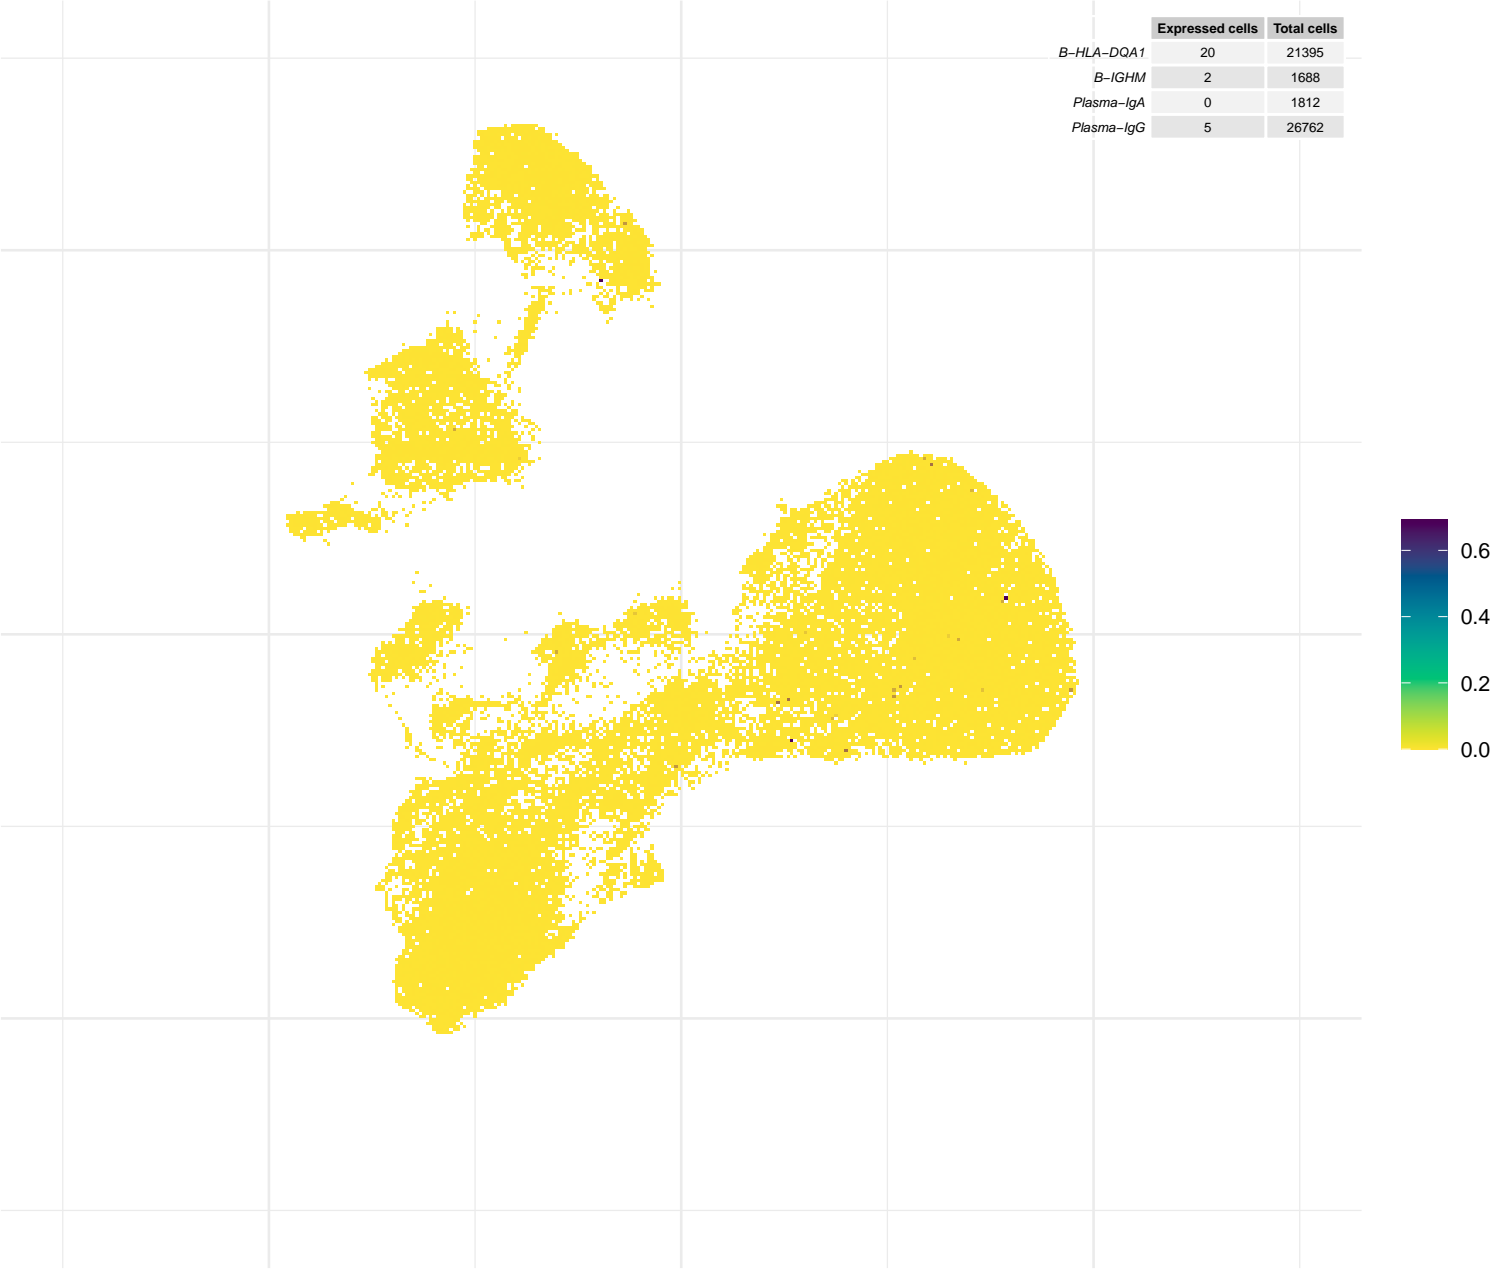 Expressed cells Total cells
B−HLA−DQA1 20 21395
B−IGHM 2 1688
Plasma−IgA 0 1812
Plasma−IgG 5 26762
0.6
0.4
0.2
0.0